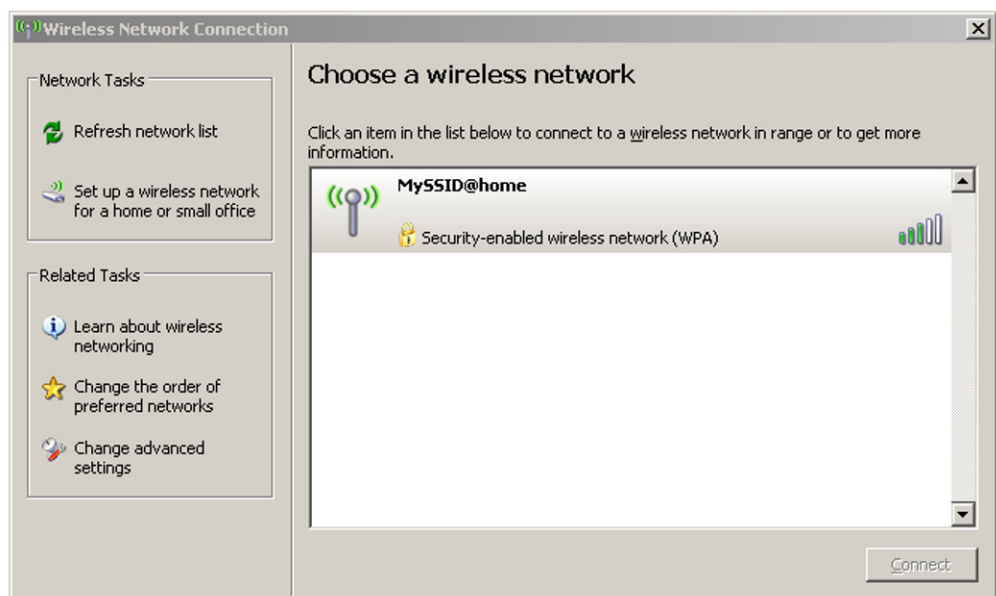 Wireless Network Connection
Network Tasks
Refresh network list
Set up a wireless network
for a home or small office
Related Tasks
Learn about wireless
networking
Change the order of
preferred networks
Change advanced
settings
Choose a wireless network
Click an item in the list below to connect to a wireless network in range or to get more
information.
MySSID@home
Security-enabled wireless network (WPA)
Connect